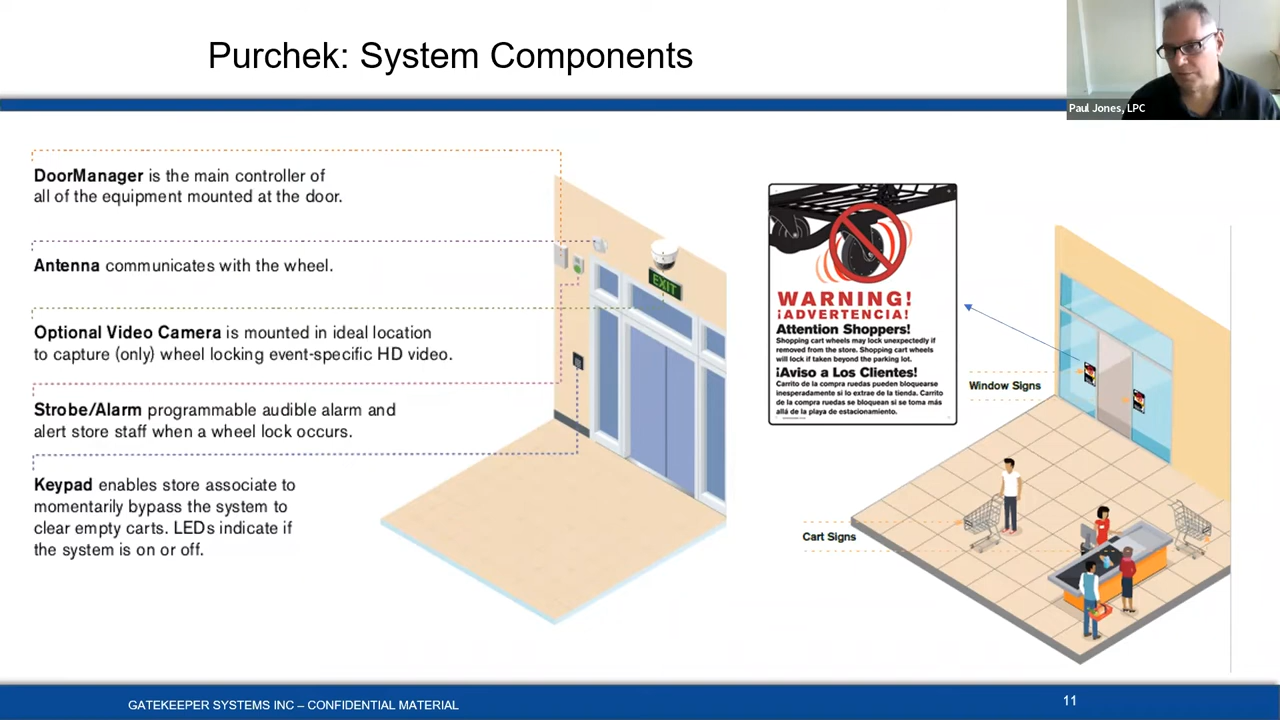 Purchek: System Components
Paul Jones, LPC
DoorManager is the main controller of
all of the equipment mounted at the door.
Antenna communicates with the wheel.
Optional Video Camera is mounted in ideal location
to capture (only) wheel locking event-specific HD video.
Strobe/Alarm programmable audible alarm and
alert store staff when a wheel lock occurs.
Keypad enables store associate to
momentarily bypass the system to
clear empty carts. LEDs indicate if
the system is on or off.
EXIT
WARNING!
¡ADVERTENCIA!
Attention Shoppers!
Shopping cart wheels may lock unexpectedly if
removed from the store. Shopping cart wheels
will lock if taken beyond the parking lot.
¡Aviso a Los Clientes!
Carrito de la compra ruedas pueden bloquearse
inesperadamente si lo extrae de la tienda. Carrito
de la compra ruedas se bloquean si se toma más
allá de la playa de estacionamiento.
Window Signs
Cart Signs
GATEKEEPER SYSTEMS INC – CONFIDENTIAL MATERIAL
11